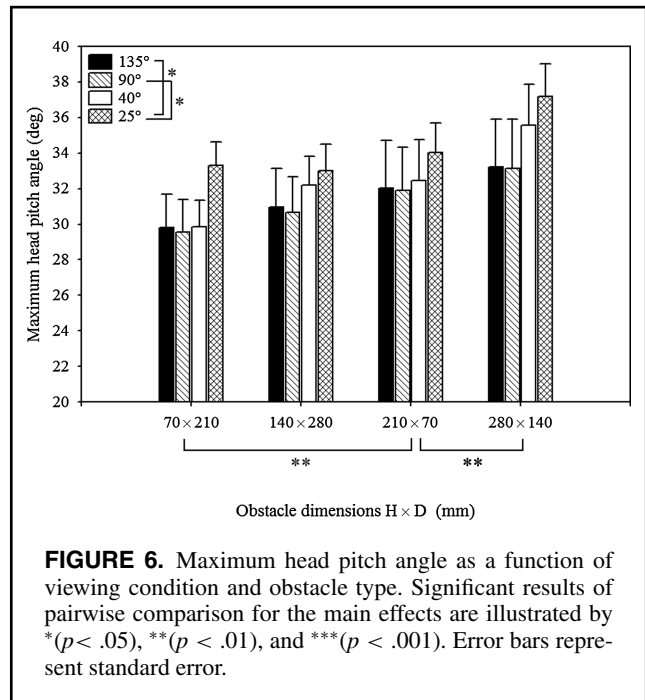 40
38
36
34
32
30
28
26
24
22
20
Maximum head pitch angle (deg)
135°
90°
40°
25°
*
*
70 × 210 140 × 280 210 × 70 280 × 140
** **
Obstacle dimensions H × D (mm)
FIGURE 6. Maximum head pitch angle as a function of
viewing condition and obstacle type. Significant results of
pairwise comparison for the main effects are illustrated by
*(p< .05), **(p < .01), and ***(p < .001). Error bars repre-
sent standard error.